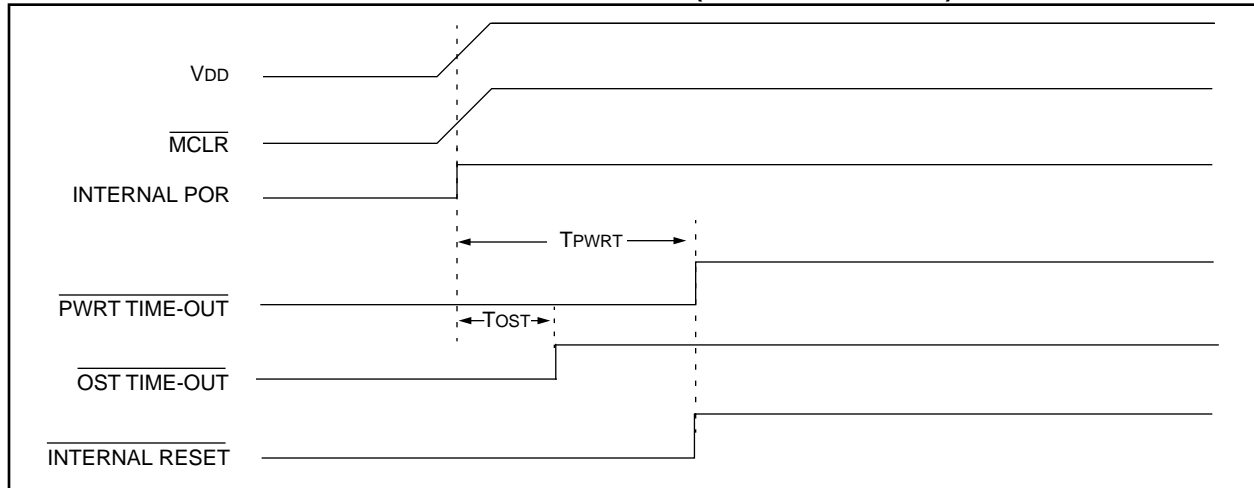 VDD
MCLR
INTERNAL POR
TPWRT
PWRT TIME-OUT
TOST
OST TIME-OUT
INTERNAL RESET